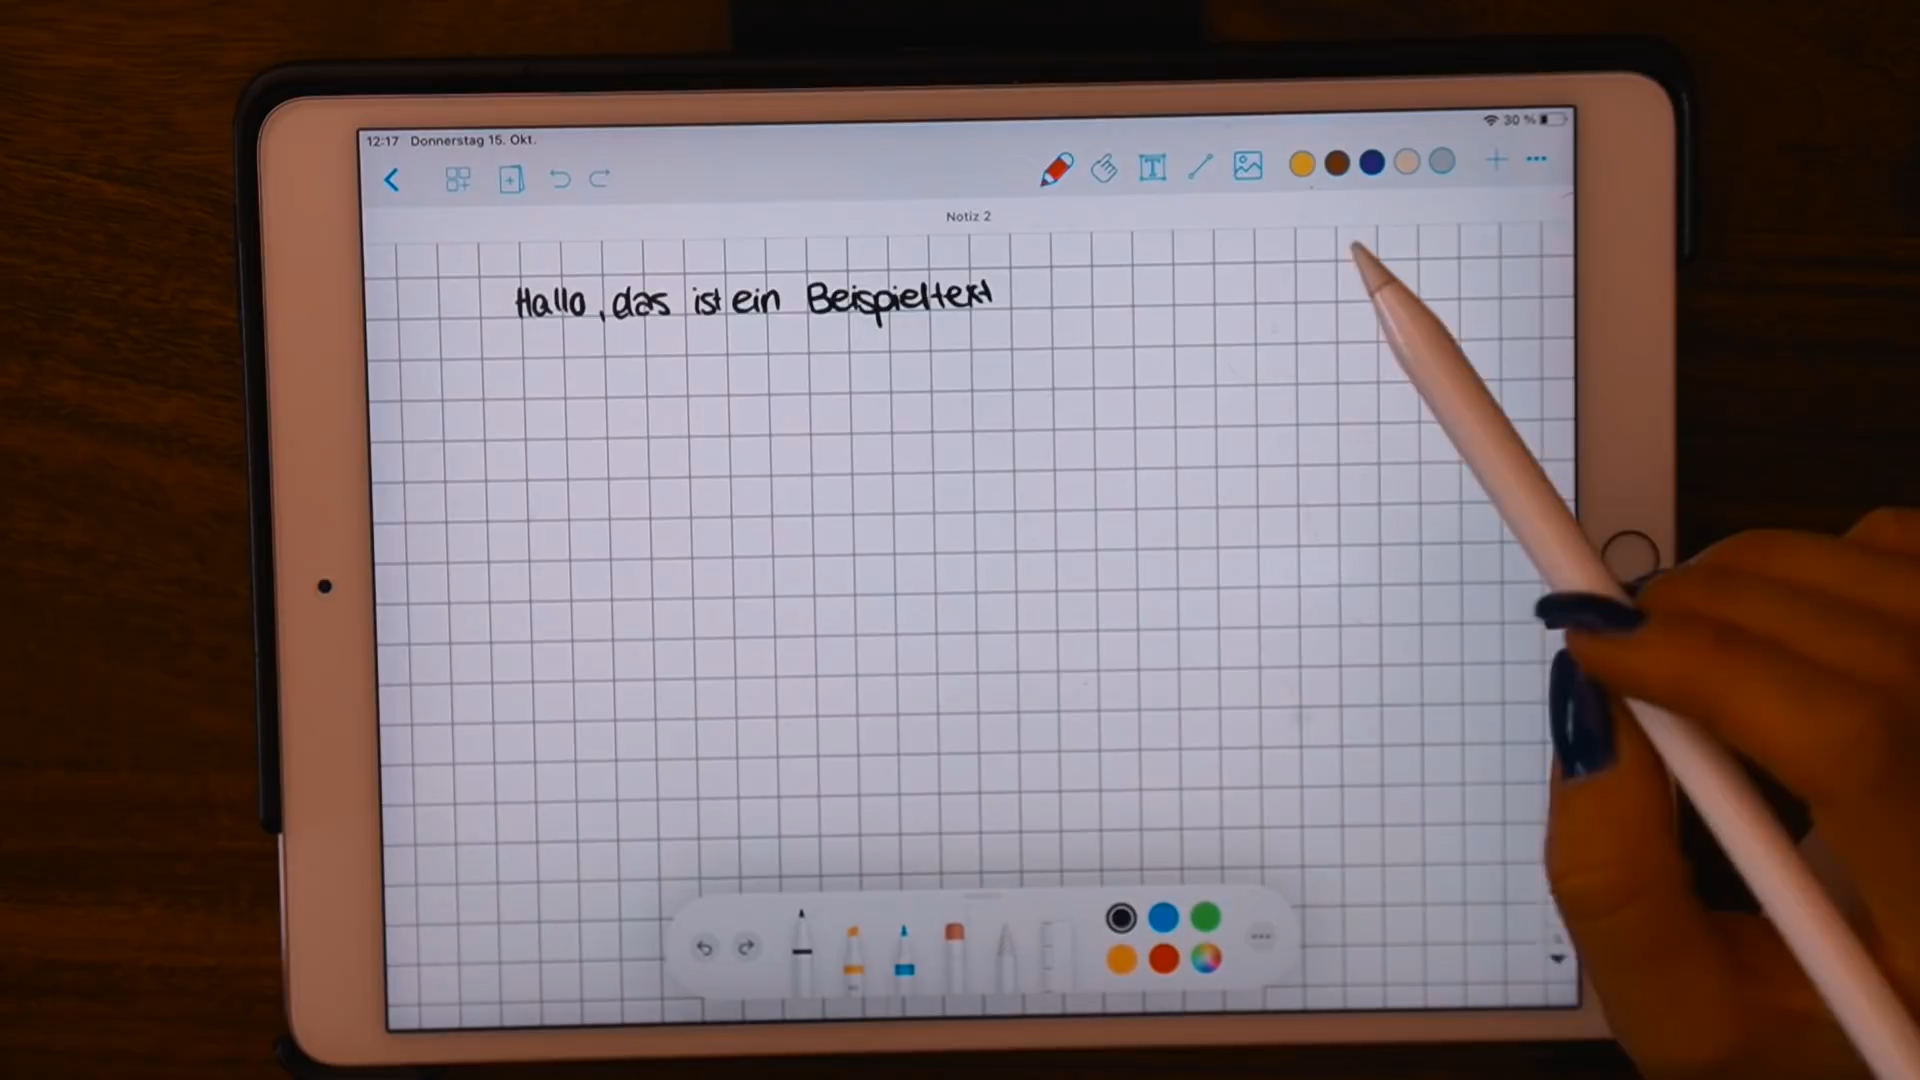 12:17 Donnerstag 15. Okt.
30 %
Notiz 2
Hallo, das ist ein Beispieltext